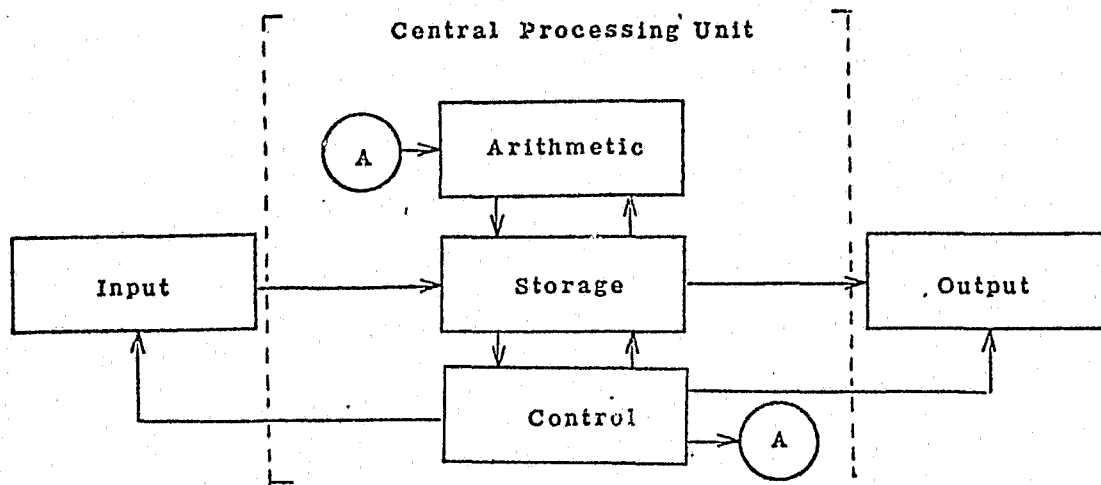 Central Processing Unit
A
Arithmetic
Input
Storage
Output
Control
A